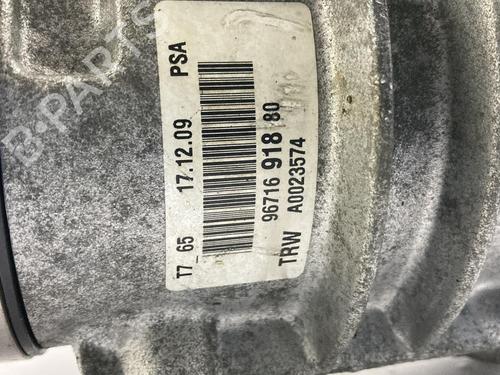 T7_65 17.12.09 PSA
96716 918 80
TRW A0023574
B-PARTS